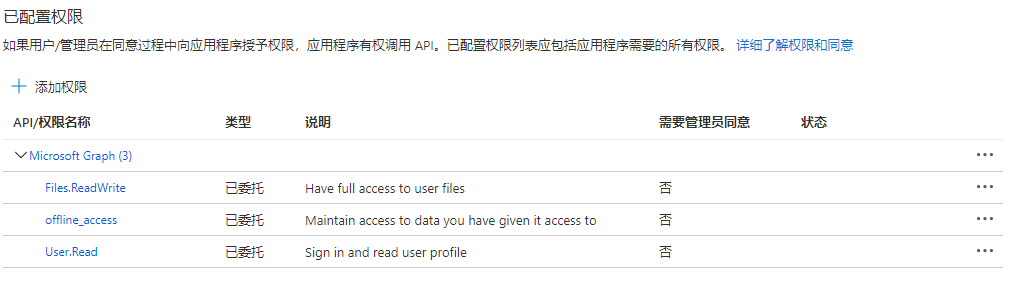 已配置权限
如果用户/管理员在同意过程中向应用程序授予权限，应用程序有权调用 API。已配置权限列表应包括应用程序需要的所有权限。 详细了解权限和同意
添加权限
API/权限名称 类型 说明 需要管理员同意 状态
Microsoft Graph (3)
Files.ReadWrite 已委托 Have full access to user files 否
offline_access 已委托 Maintain access to data you have given it access to 否
User.Read 已委托 Sign in and read user profile 否